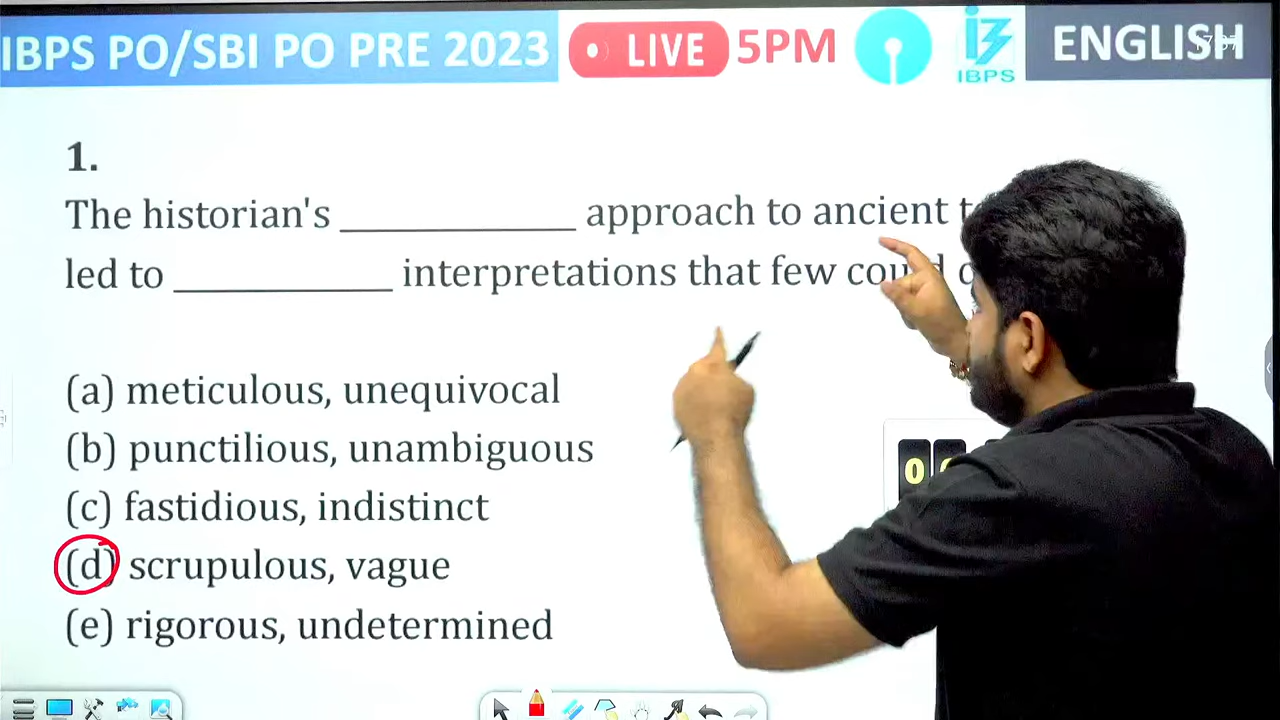 IBPS PO/SBI PO PRE 2023 LIVE 5PM IBPS ENGLISH
1.
The historian's ____________ approach to ancient
led to ____________ interpretations that few
(a) meticulous, unequivocal
(b) punctilious, unambiguous
(c) fastidious, indistinct
(d) scrupulous, vague
(e) rigorous, undetermined